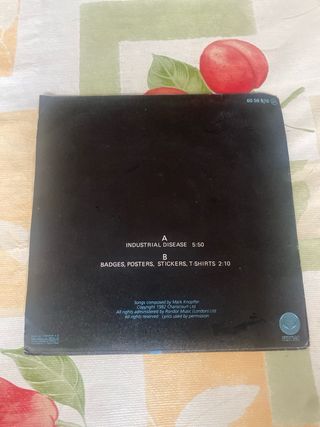 A
INDUSTRIAL DISEASE 5:50
B
BADGES, POSTERS, STICKERS, T-SHIRTS 2:10
Songs composed by Mark Knopfler
Copyright 1982 Chariscourt Ltd
All rights administered by Rondor Music (London) Ltd
All rights reserved Lyrics used by permission